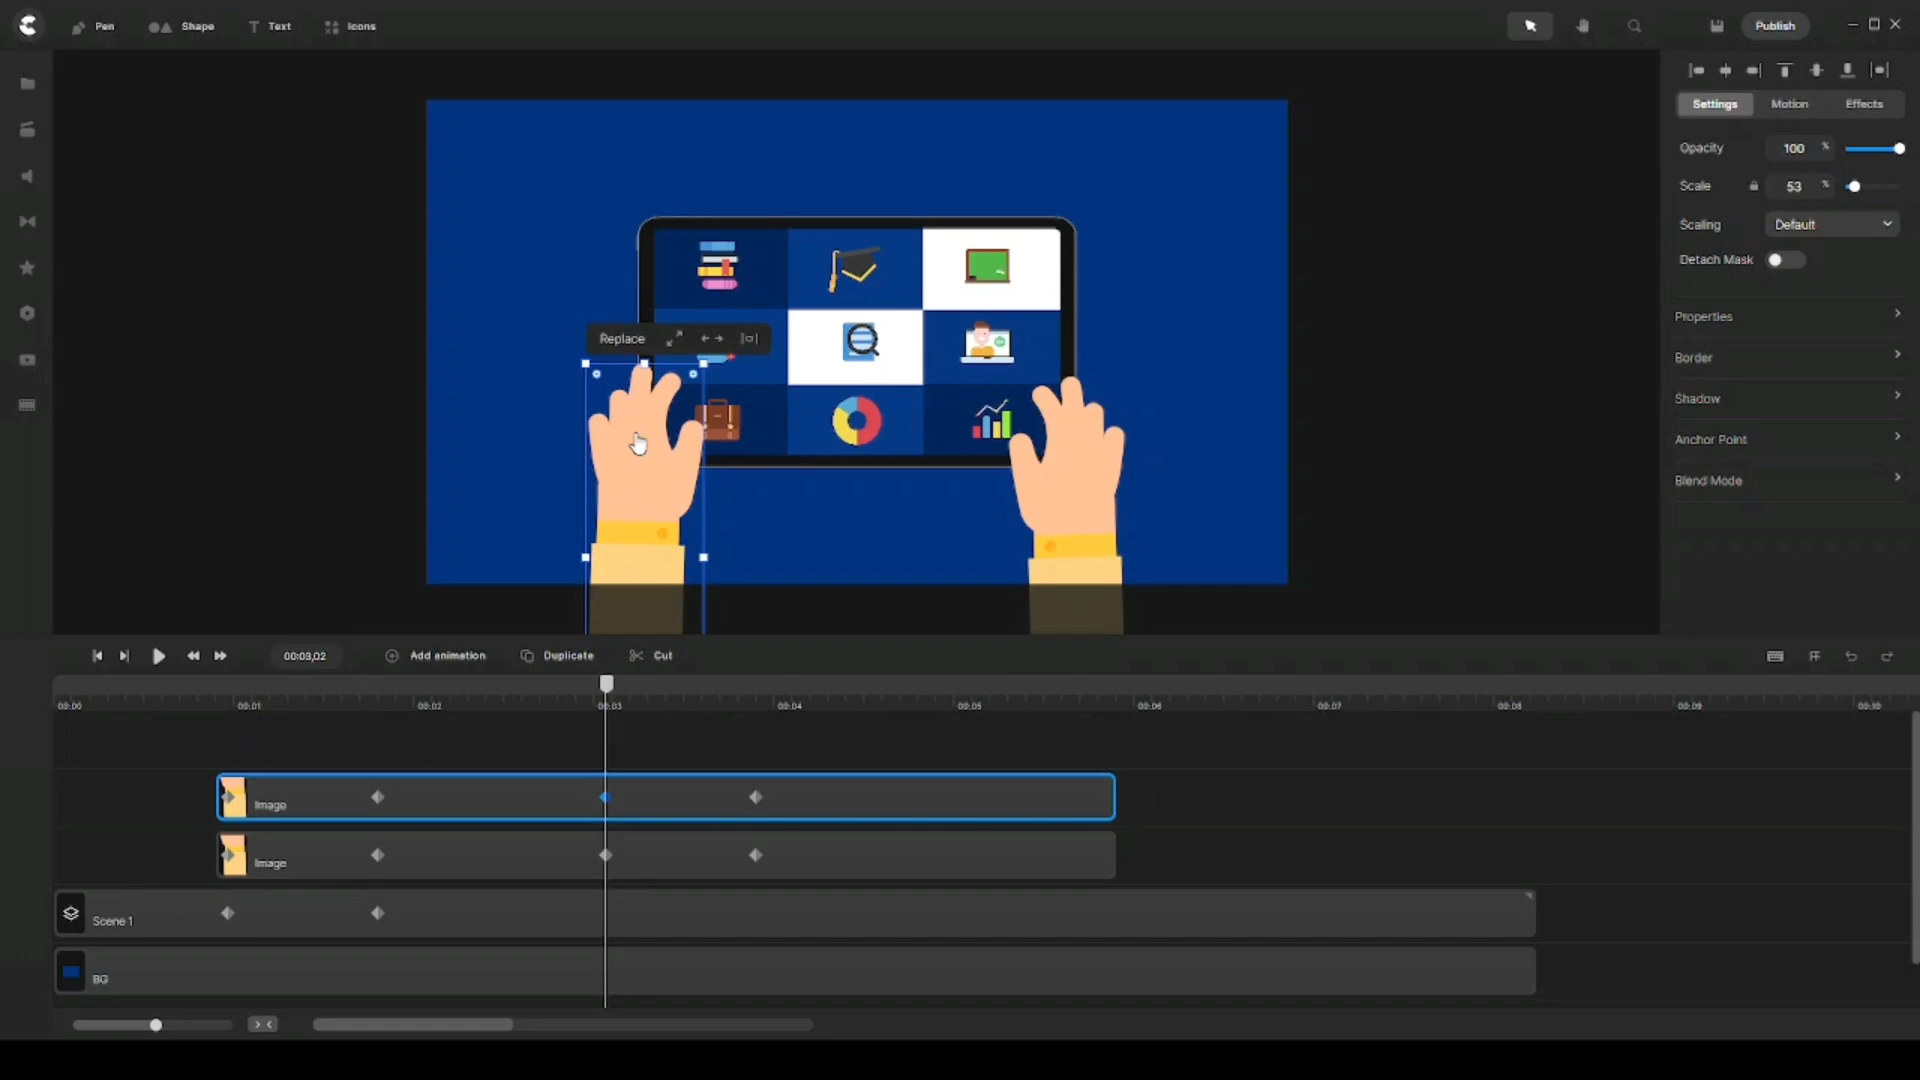 Pen
Shape
Text
Icons
Publish
Settings
Motion
Effects
Opacity 100 %
Scale 53 %
Scaling Default
Detach Mask
Replace
Properties
Border
Shadow
Anchor Point
Blend Mode
00:03,02
Add animation
Duplicate
Cut
00:00 00:01 00:02 00:03 00:04 00:05 00:06 00:07 00:08 00:09 00:10
Image
Image
Scene 1
BG